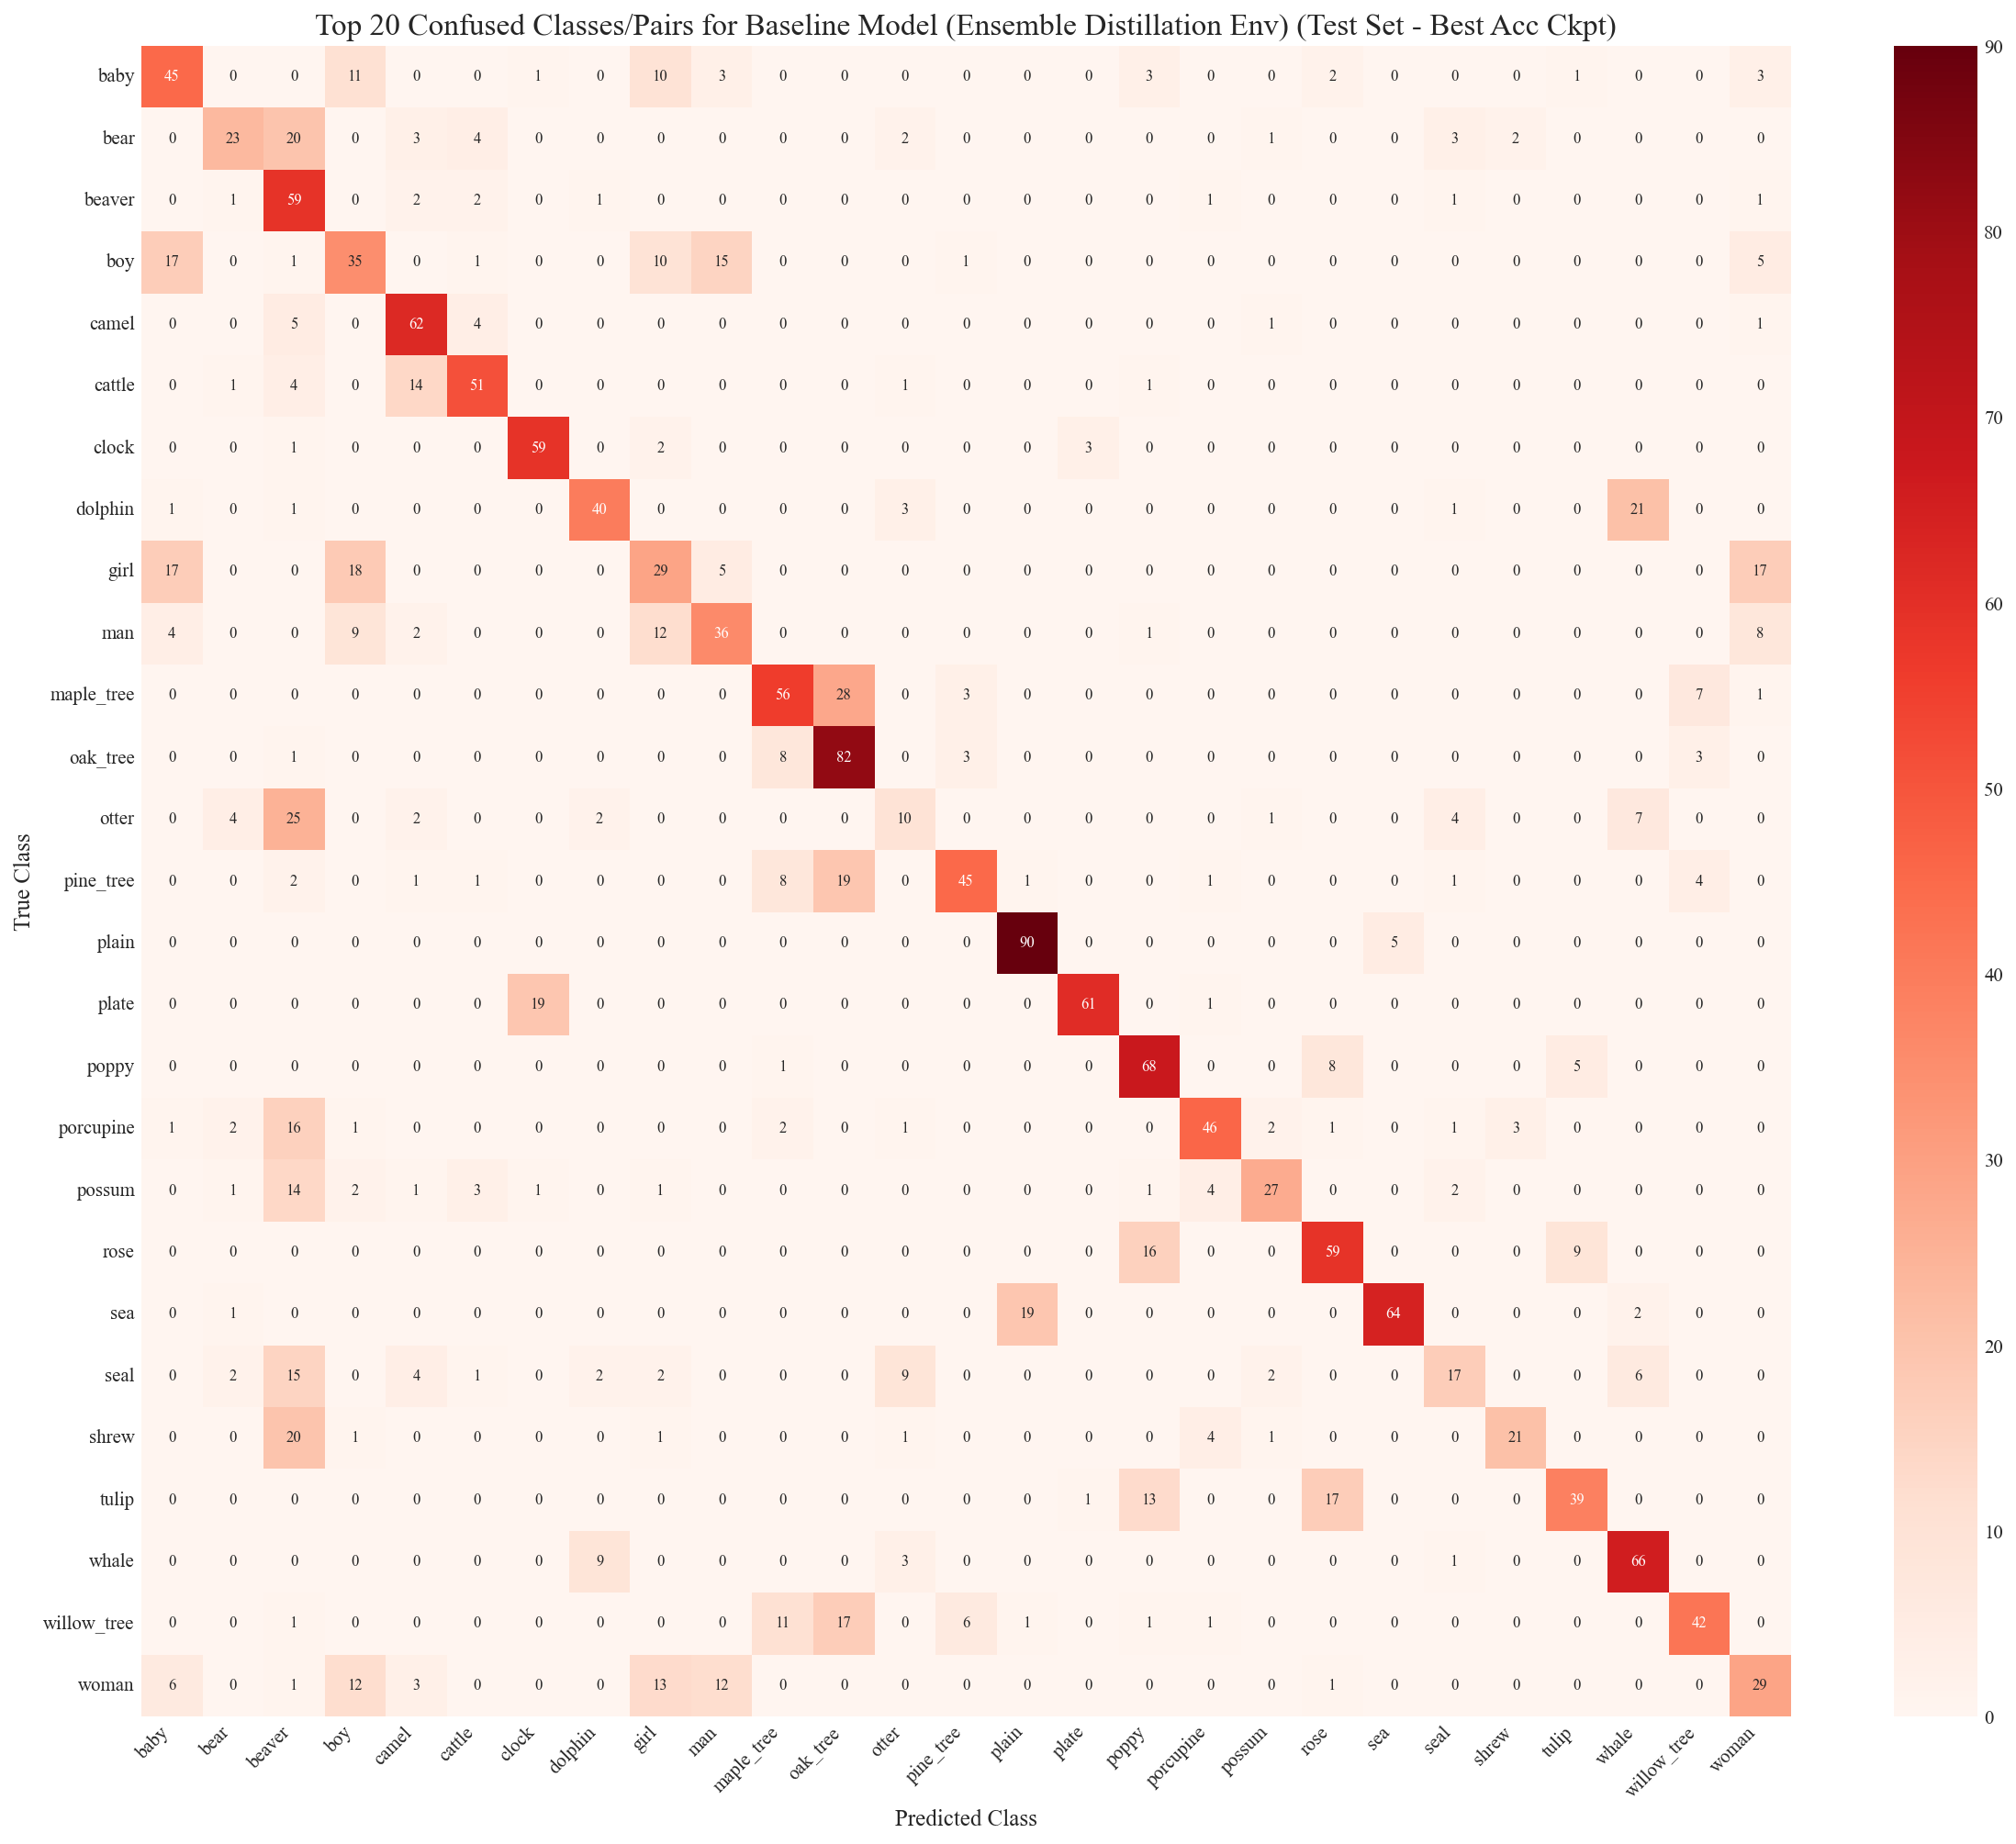 Top 20 Confused Classes/Pairs for Baseline Model (Ensemble Distillation Env) (Test Set - Best Acc Ckpt)
True Class
baby 45 0 0 11 0 0 1 0 10 3 0 0 0 0 0 0 3 0 0 2 0 0 0 1 0 0 3
bear 0 23 20 0 3 4 0 0 0 0 0 0 2 0 0 0 0 0 1 0 0 3 2 0 0 0 0
beaver 0 1 59 0 2 2 0 1 0 0 0 0 0 0 0 0 0 1 0 0 0 1 0 0 0 0 1
boy 17 0 1 35 0 1 0 0 10 15 0 0 0 1 0 0 0 0 0 0 0 0 0 0 0 0 5
camel 0 0 5 0 62 4 0 0 0 0 0 0 0 0 0 0 0 0 1 0 0 0 0 0 0 0 1
cattle 0 1 4 0 14 51 0 0 0 0 0 0 1 0 0 0 1 0 0 0 0 0 0 0 0 0 0
clock 0 0 1 0 0 0 59 0 2 0 0 0 0 0 0 3 0 0 0 0 0 0 0 0 0 0 0
dolphin 1 0 1 0 0 0 0 40 0 0 0 0 3 0 0 0 0 0 0 0 0 1 0 0 21 0 0
girl 17 0 0 18 0 0 0 0 29 5 0 0 0 0 0 0 0 0 0 0 0 0 0 0 0 0 17
man 4 0 0 9 2 0 0 0 12 36 0 0 0 0 0 0 1 0 0 0 0 0 0 0 0 0 8
maple_tree 0 0 0 0 0 0 0 0 0 0 56 28 0 3 0 0 0 0 0 0 0 0 0 0 0 7 1
oak_tree 0 0 1 0 0 0 0 0 0 0 8 82 0 3 0 0 0 0 0 0 0 0 0 0 0 3 0
otter 0 4 25 0 2 0 0 2 0 0 0 0 10 0 0 0 0 0 1 0 0 4 0 0 7 0 0
pine_tree 0 0 2 0 1 1 0 0 0 0 8 19 0 45 1 0 0 1 0 0 0 1 0 0 0 4 0
plain 0 0 0 0 0 0 0 0 0 0 0 0 0 0 90 0 0 0 0 0 5 0 0 0 0 0 0
plate 0 0 0 0 0 0 19 0 0 0 0 0 0 0 0 61 0 1 0 0 0 0 0 0 0 0 0
poppy 0 0 0 0 0 0 0 0 0 0 1 0 0 0 0 0 68 0 0 8 0 0 0 5 0 0 0
porcupine 1 2 16 1 0 0 0 0 0 0 2 0 1 0 0 0 0 46 2 1 0 1 3 0 0 0 0
possum 0 1 14 2 1 3 1 0 1 0 0 0 0 0 0 0 1 4 27 0 0 2 0 0 0 0 0
rose 0 0 0 0 0 0 0 0 0 0 0 0 0 0 0 0 16 0 0 59 0 0 0 9 0 0 0
sea 0 1 0 0 0 0 0 0 0 0 0 0 0 0 19 0 0 0 0 0 64 0 0 0 2 0 0
seal 0 2 15 0 4 1 0 2 2 0 0 0 9 0 0 0 0 0 2 0 0 17 0 0 6 0 0
shrew 0 0 20 1 0 0 0 0 1 0 0 0 1 0 0 0 0 4 1 0 0 0 21 0 0 0 0
tulip 0 0 0 0 0 0 0 0 0 0 0 0 0 0 0 1 13 0 0 17 0 0 0 39 0 0 0
whale 0 0 0 0 0 0 0 9 0 0 0 0 3 0 0 0 0 0 0 0 0 1 0 0 66 0 0
willow_tree 0 0 1 0 0 0 0 0 0 0 11 17 0 6 1 0 1 1 0 0 0 0 0 0 0 42 0
woman 6 0 1 12 3 0 0 0 13 12 0 0 0 0 0 0 0 0 0 1 0 0 0 0 0 0 29
baby bear beaver boy camel cattle clock dolphin girl man maple_tree oak_tree otter pine_tree plain plate poppy porcupine possum rose sea seal shrew tulip whale willow_tree woman
Predicted Class
90
80
70
60
50
40
30
20
10
0